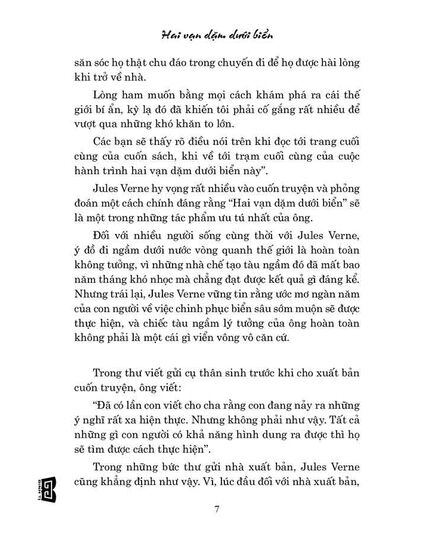 Hai vạn dặm dưới biển
săn sóc họ thật chu đáo trong chuyến đi để họ được hài lòng
khi trở về nhà.
Lòng ham muốn bằng mọi cách khám phá ra cái thế
giới bí ẩn, kỳ lạ đó đã khiến tôi phải cố gắng rất nhiều để
vượt qua những khó khăn to lớn.
Các bạn sẽ thấy rõ điều nói trên khi đọc tới trang cuối
cùng của cuốn sách, khi về tới trạm cuối cùng của cuộc
hành trình hai vạn dặm dưới biển này”.
Jules Verne hy vọng rất nhiều vào cuốn truyện và phỏng
đoán một cách chính đáng rằng “Hai vạn dặm dưới biển” sẽ
là một trong những tác phẩm ưu tú nhất của ông.
Đối với nhiều người sống cùng thời với Jules Verne,
ý đồ đi ngầm dưới nước vòng quanh thế giới là hoàn toàn
không tưởng, vì những nhà chế tạo tàu ngầm đó đã mất bao
năm tháng khó nhọc mà chẳng đạt được kết quả gì đáng kể.
Nhưng trái lại, Jules Verne vững tin rằng ước mơ ngàn năm
của con người về việc chinh phục biển sâu sớm muộn sẽ được
thực hiện, và chiếc tàu ngầm lý tưởng của ông hoàn toàn
không phải là một cái gì viển vông vô căn cứ.
Trong thư viết gửi cụ thân sinh trước khi cho xuất bản
cuốn truyện, ông viết:
“Đã có lần con viết cho cha rằng con đang nảy ra những
ý nghĩ rất xa hiện thực. Nhưng không phải như vậy. Tất cả
những gì con người có khả năng hình dung ra được thì họ
sẽ tìm được cách thực hiện”.
Trong những bức thư gửi nhà xuất bản, Jules Verne
cũng khẳng định như vậy. Vì, lúc đầu đối với nhà xuất bản,
7